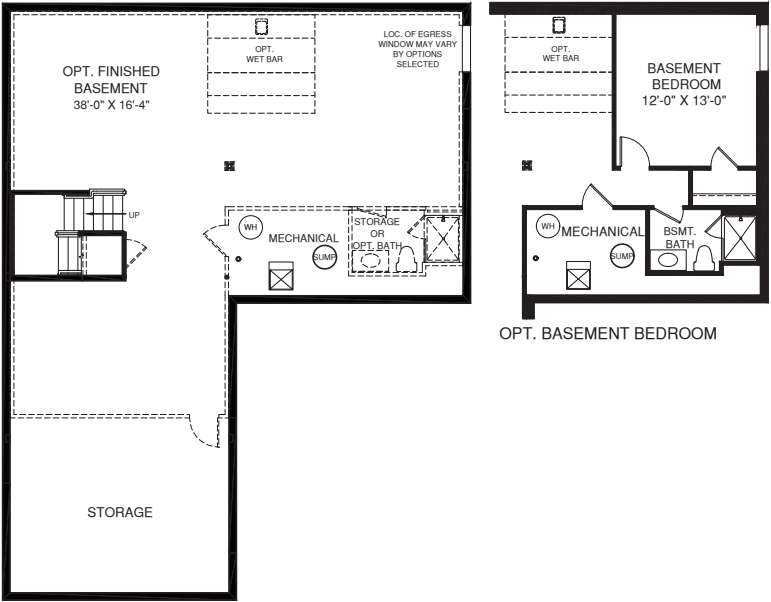 OPT. FINISHED
BASEMENT
38'-0" X 16'-4"
OPT.
WET BAR
LOC. OF EGRESS
WINDOW MAY VARY
BY OPTIONS
SELECTED
UP
WH
MECHANICAL
SUMP
STORAGE
OR
OPT. BATH
STORAGE
OPT.
WET BAR
BASEMENT
BEDROOM
12'-0" X 13'-0"
WH
MECHANICAL
SUMP
BSMT.
BATH
OPT. BASEMENT BEDROOM